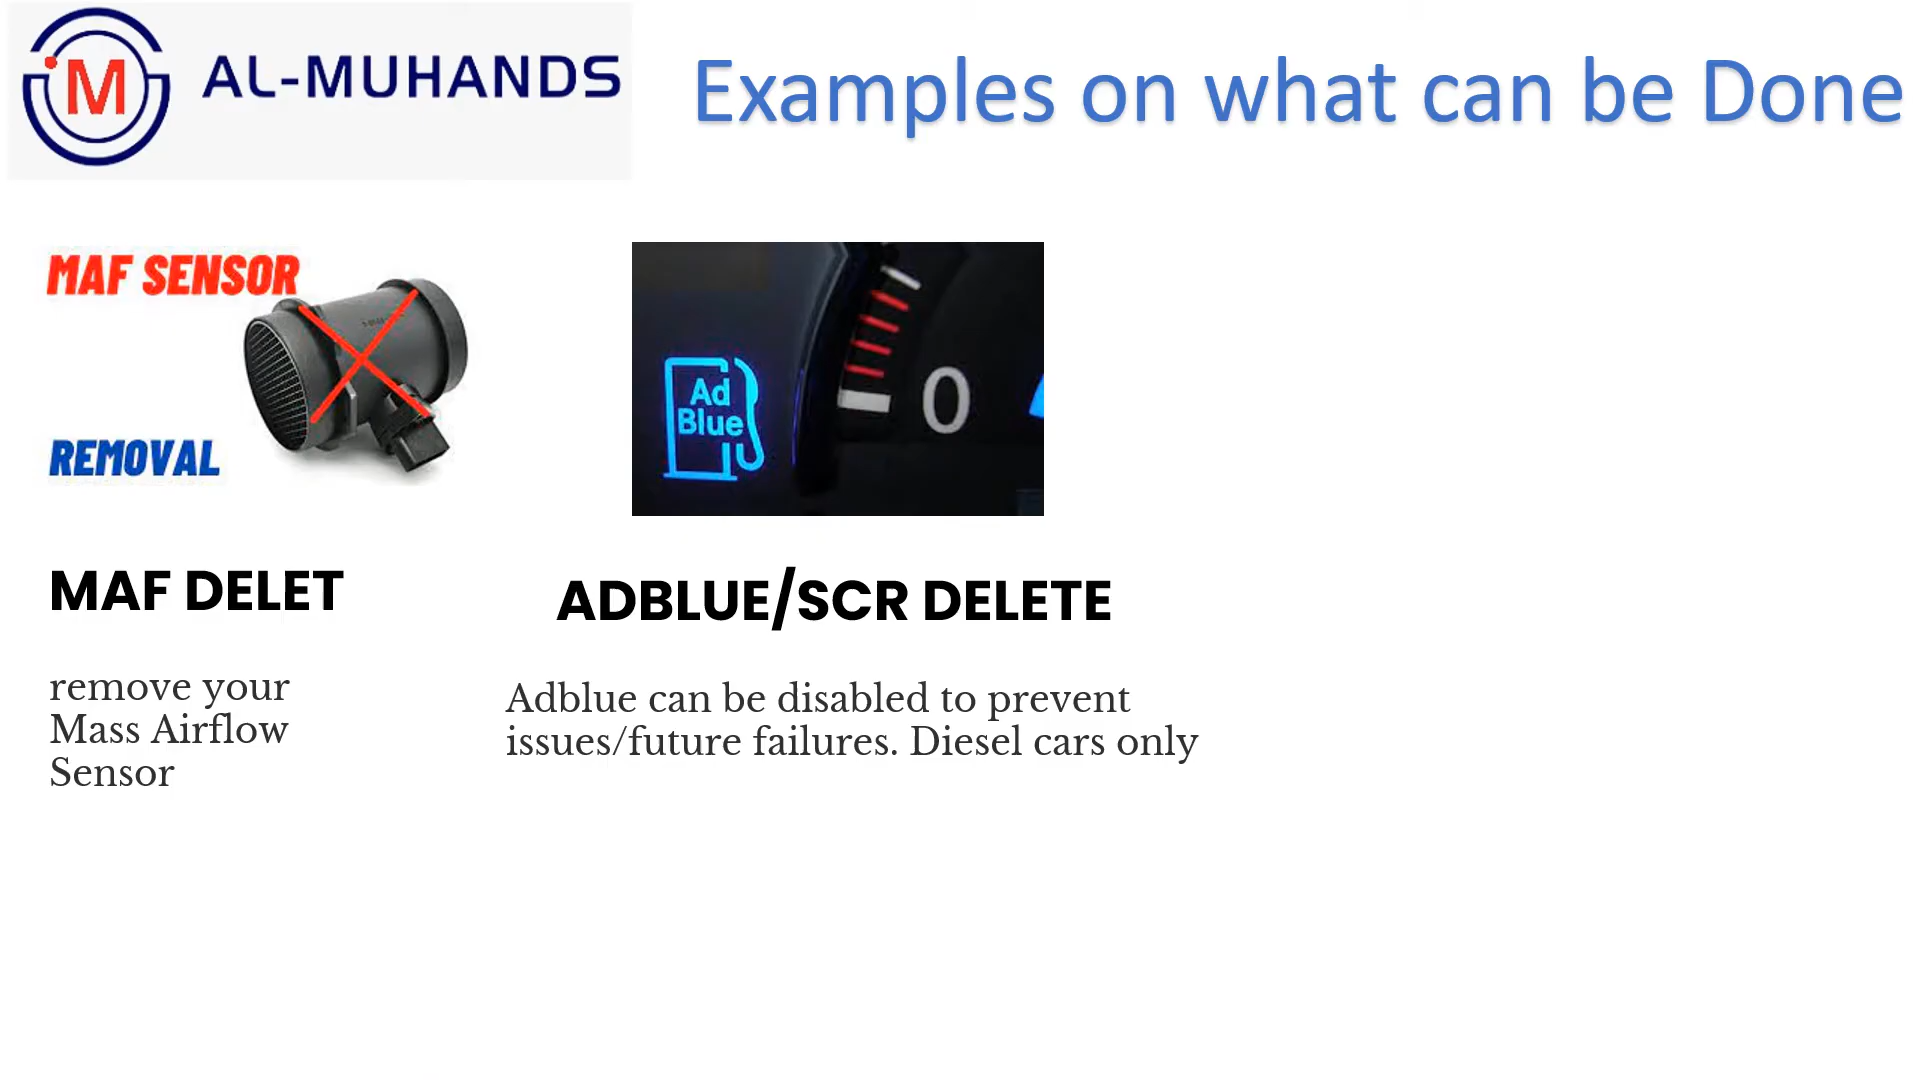 M AL-MUHANDS
Examples on what can be Done
MAF SENSOR
REMOVAL
Ad
Blue
0
MAF DELET
remove your
Mass Airflow
Sensor
ADBLUE/SCR DELETE
Adblue can be disabled to prevent
issues/future failures. Diesel cars only